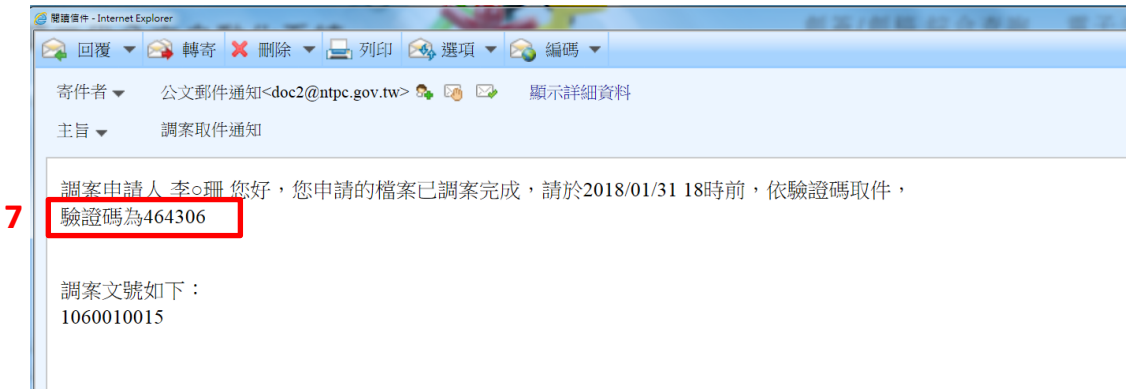 閱讀信件 - Internet Explorer
回覆 轉寄 刪除 列印 選項 編碼
寄件者 公文郵件通知<doc2@ntpc.gov.tw> 顯示詳細資料
主旨 調案取件通知
調案申請人 李○珊 您好，您申請的檔案已調案完成，請於2018/01/31 18時前，依驗證碼取件，
7 驗證碼為464306
調案文號如下：
1060010015